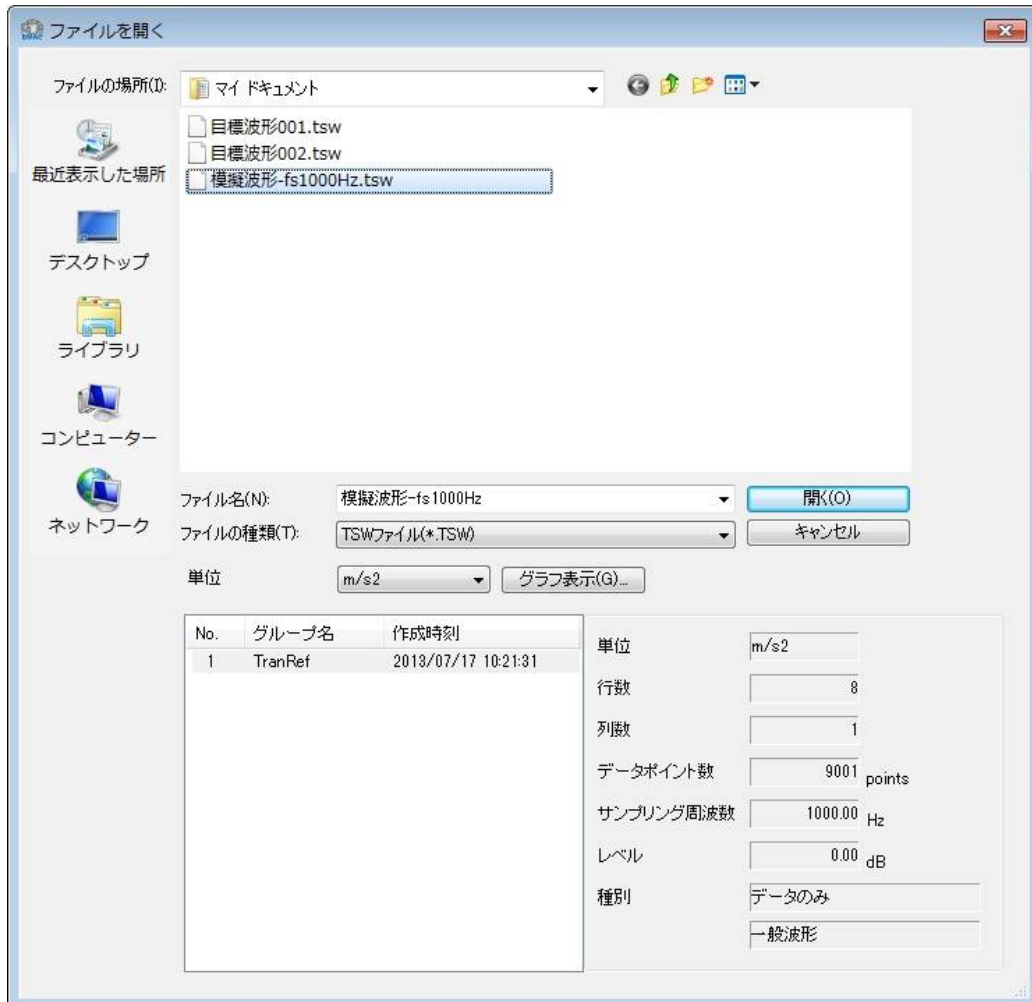 ファイルを開く
ファイルの場所(I):
マイ ドキュメント
最近表示した場所
デスクトップ
ライブラリ
コンピューター
ネットワーク
目標波形001.tsw
目標波形002.tsw
模擬波形-fs1000Hz.tsw
ファイル名(N): 模擬波形-fs1000Hz 開く(O)
ファイルの種類(T): TSWファイル(*.TSW) キャンセル
単位 m/s2 グラフ表示(G)...
No. グループ名 作成時刻
1 TranRef 2013/07/17 10:21:31
単位 m/s2
行数 8
列数 1
データポイント数 9001 points
サンプリング周波数 1000.00 Hz
レベル 0.00 dB
種別 データのみ
一般波形